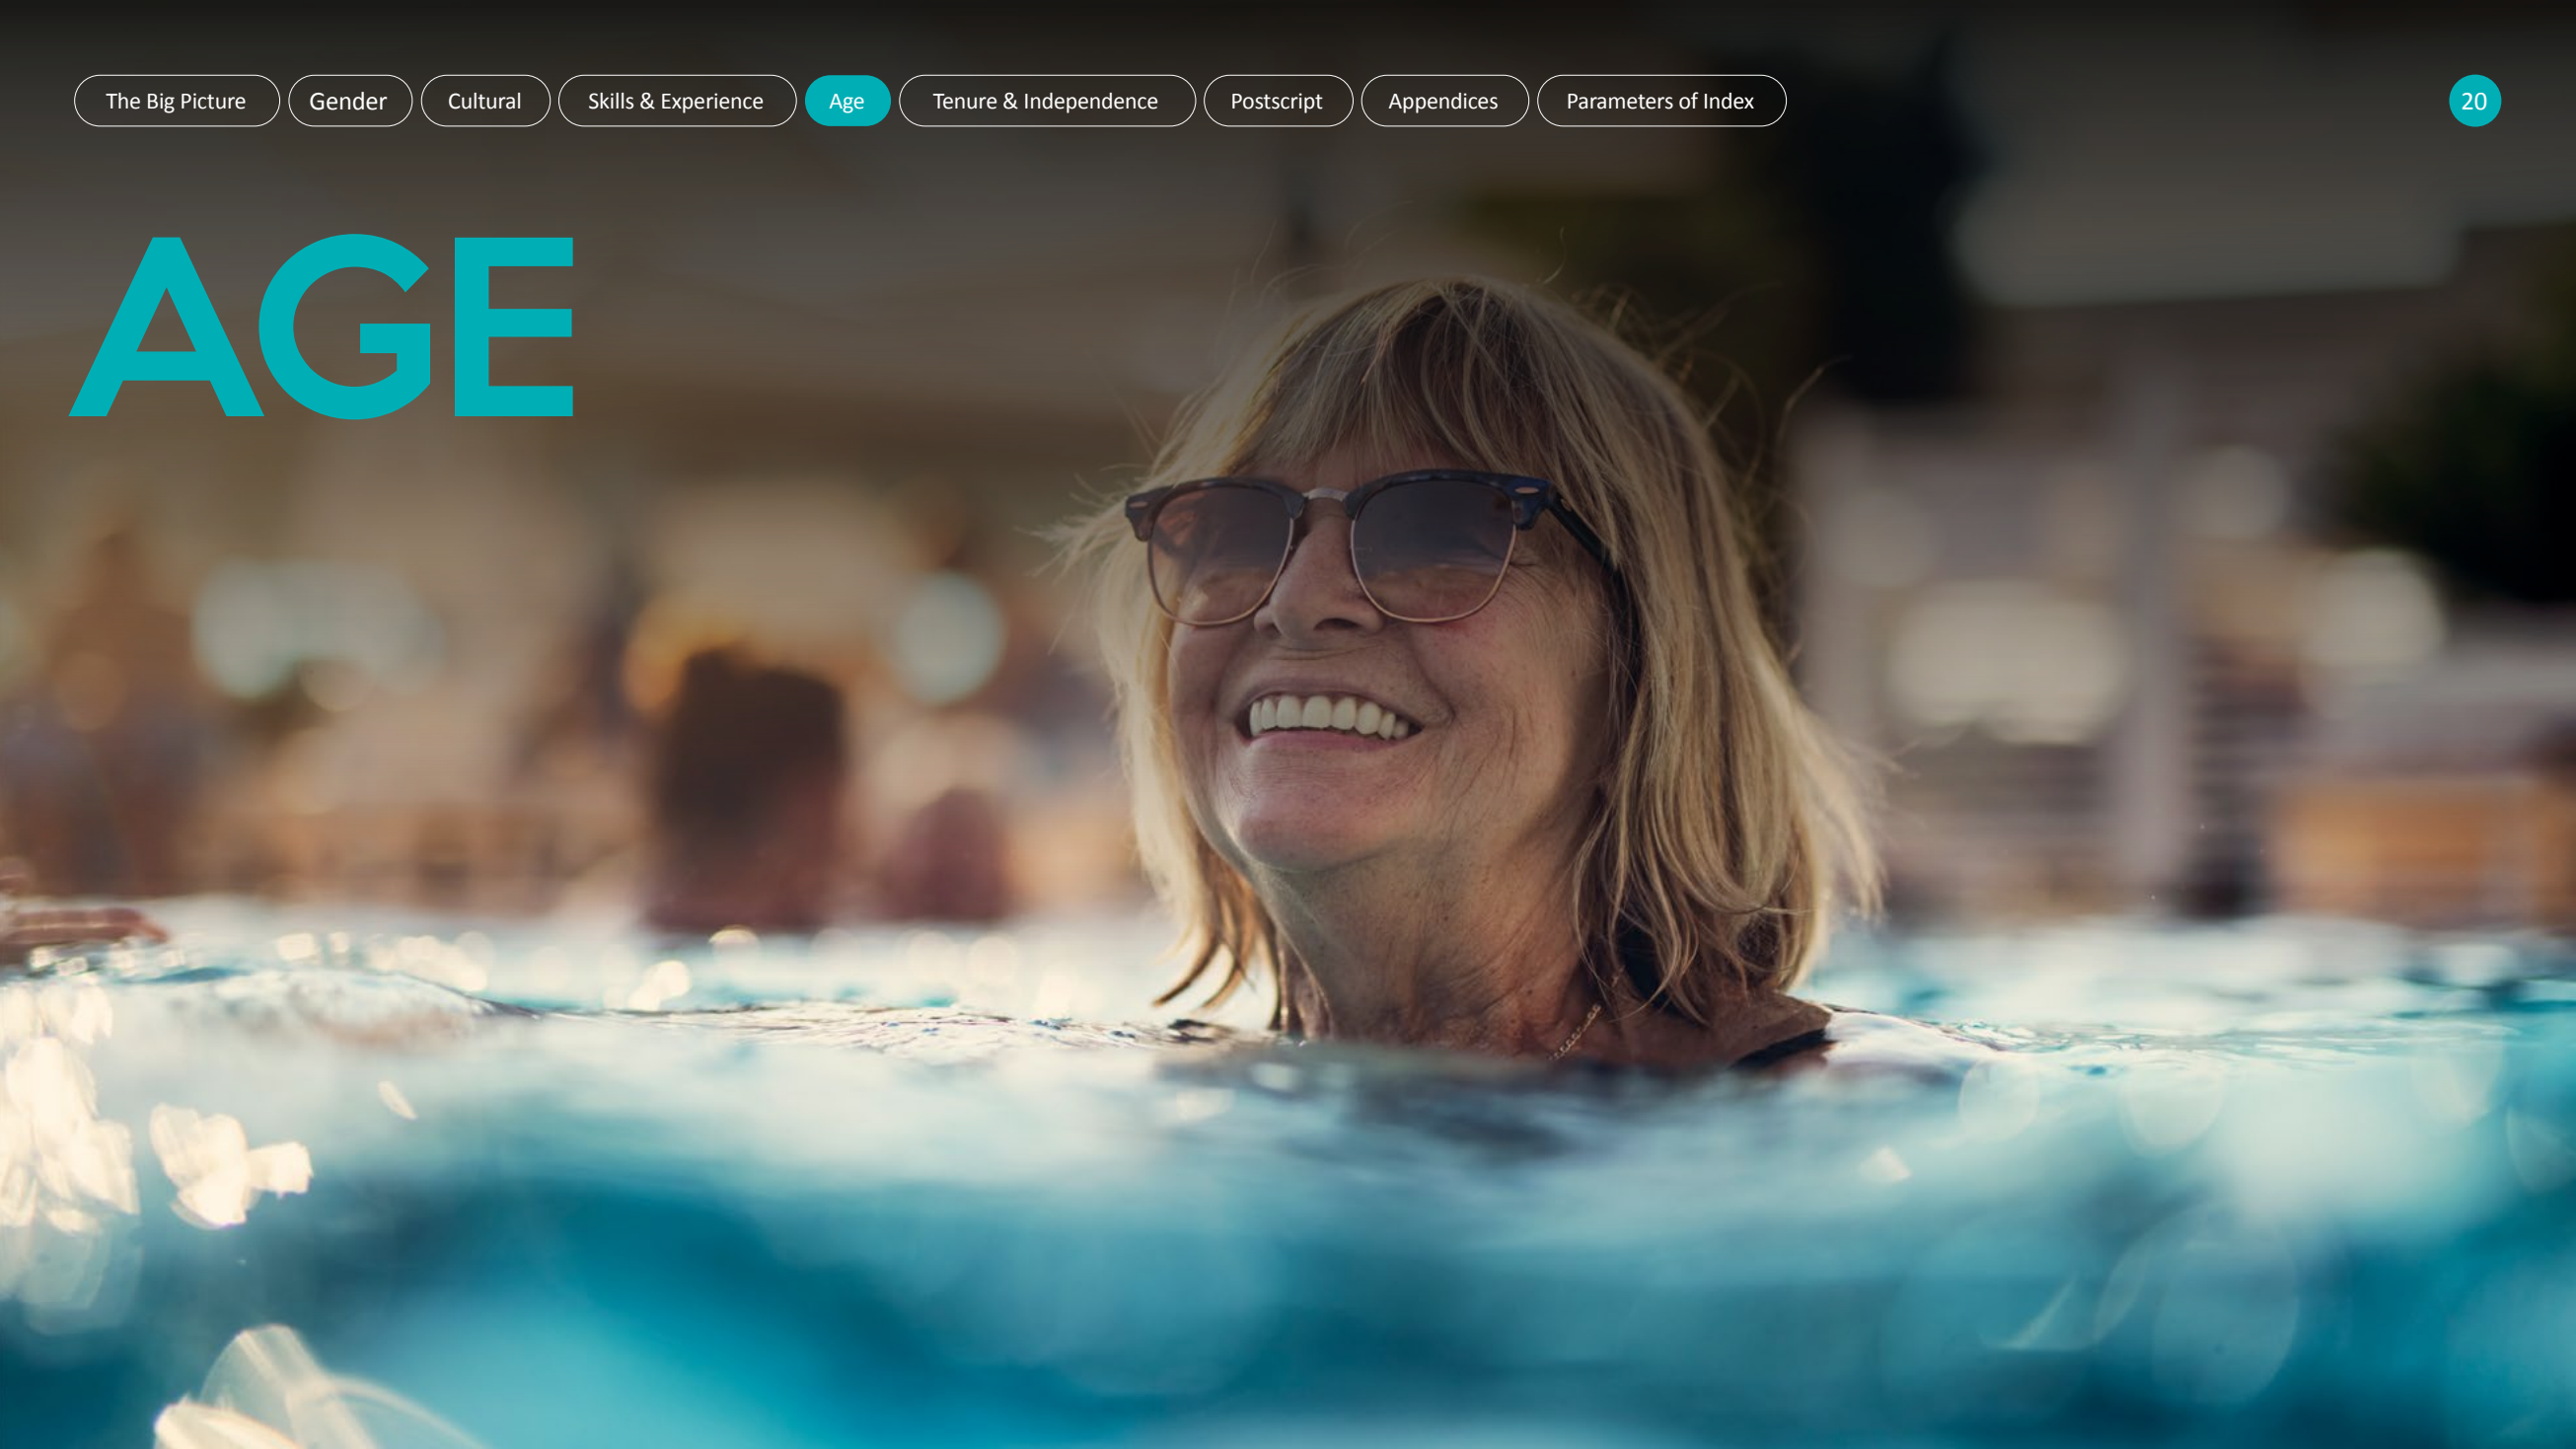 The Big Picture Gender Cultural Skills & Experience Age Tenure & Independence Postscript Appendices Parameters of Index 20
AGE